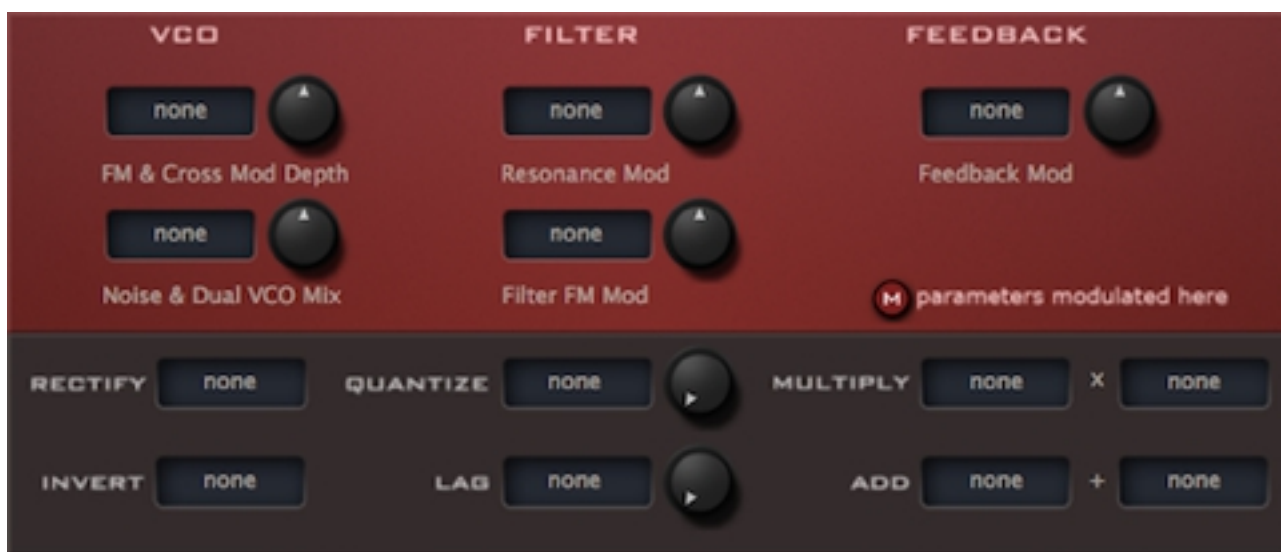 VCO FILTER FEEDBACK
none none none
FM & Cross Mod Depth Resonance Mod Feedback Mod
none none
Noise & Dual VCO Mix Filter FM Mod M parameters modulated here
RECTIFY none QUANTIZE none MULTIPLY none x none
INVERT none LAG none ADD none + none